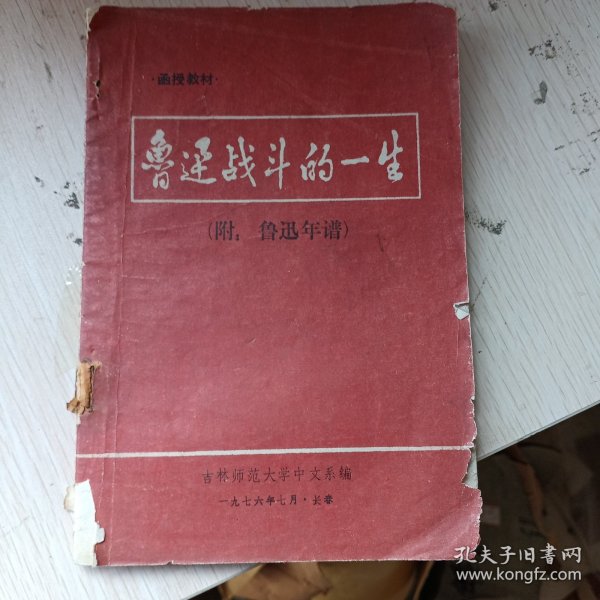 ·函授教材·
鲁迅战斗的一生
(附：鲁迅年谱)
吉林师范大学中文系编
一九七六年七月·长春
孔夫子旧书网
www.kongfz.com